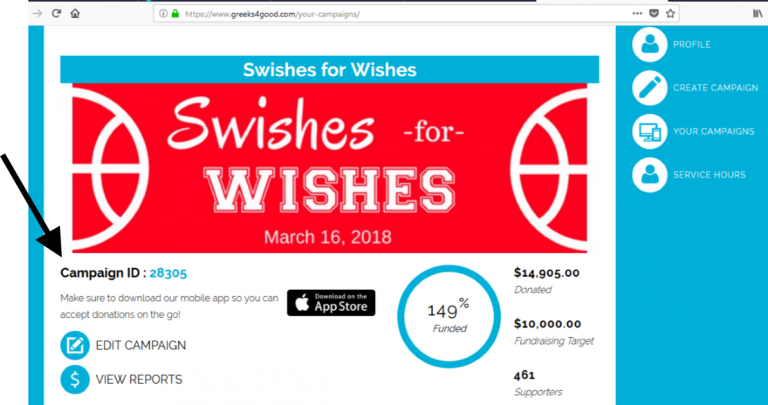 https://www.greeks4good.com/your-campaigns/
Swishes for Wishes
Swishes -for-
WISHES
March 16, 2018
Campaign ID : 28305
Make sure to download our mobile app so you can
accept donations on the go!
Download on the
App Store
EDIT CAMPAIGN
VIEW REPORTS
149%
Funded
$14,905.00
Donated
$10,000.00
Fundraising Target
461
Supporters
PROFILE
CREATE CAMPAIGN
YOUR CAMPAIGNS
SERVICE HOURS